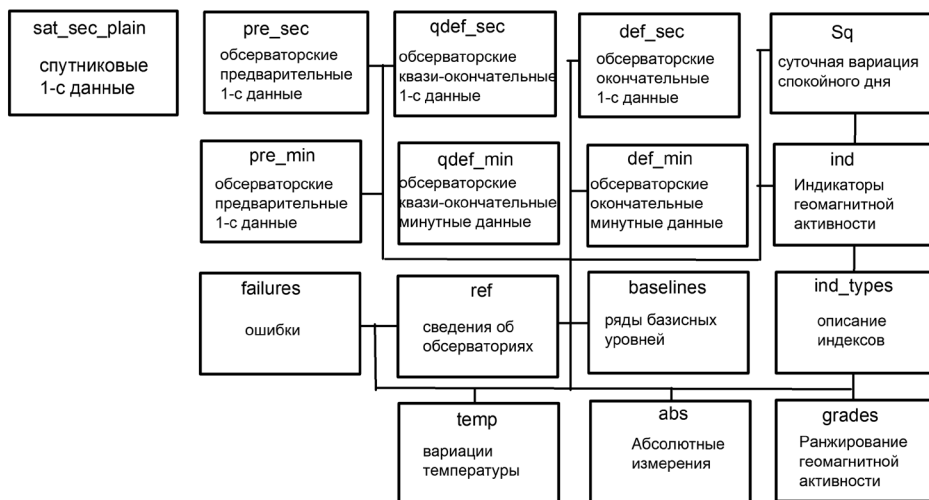 sat_sec_plain
спутниковые
1-с данные
pre_sec
обсерваторские
предварительные
1-с данные
qdef_sec
обсерваторские
квази-окончательные
1-с данные
def_sec
обсерваторские
окончательные
1-с данные
Sq
суточная вариация
спокойного дня
pre_min
обсерваторские
предварительные
1-с данные
qdef_min
обсерваторские
квази-окончательные
минутные данные
def_min
обсерваторские
окончательные
минутные данные
ind
Индикаторы
геомагнитной
активности
failures
ошибки
ref
сведения об
обсерваториях
baselines
ряды базисных
уровней
ind_types
описание
индексов
temp
вариации
температуры
abs
Абсолютные
измерения
grades
Ранжирование
геомагнитной
активности